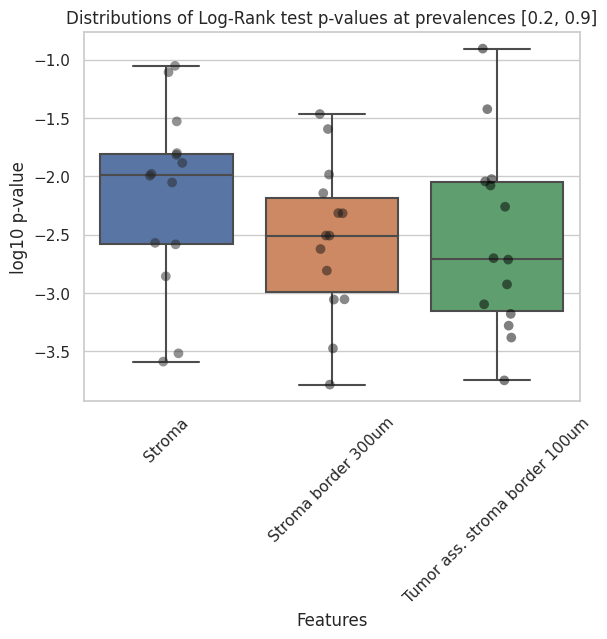 Distributions of Log-Rank test p-values at prevalences [0.2, 0.9]
−1.0
−1.5
−2.0
−2.5
−3.0
−3.5
log10 p-value
Stroma
Stroma border 300um
Tumor ass. stroma border 100um
Features